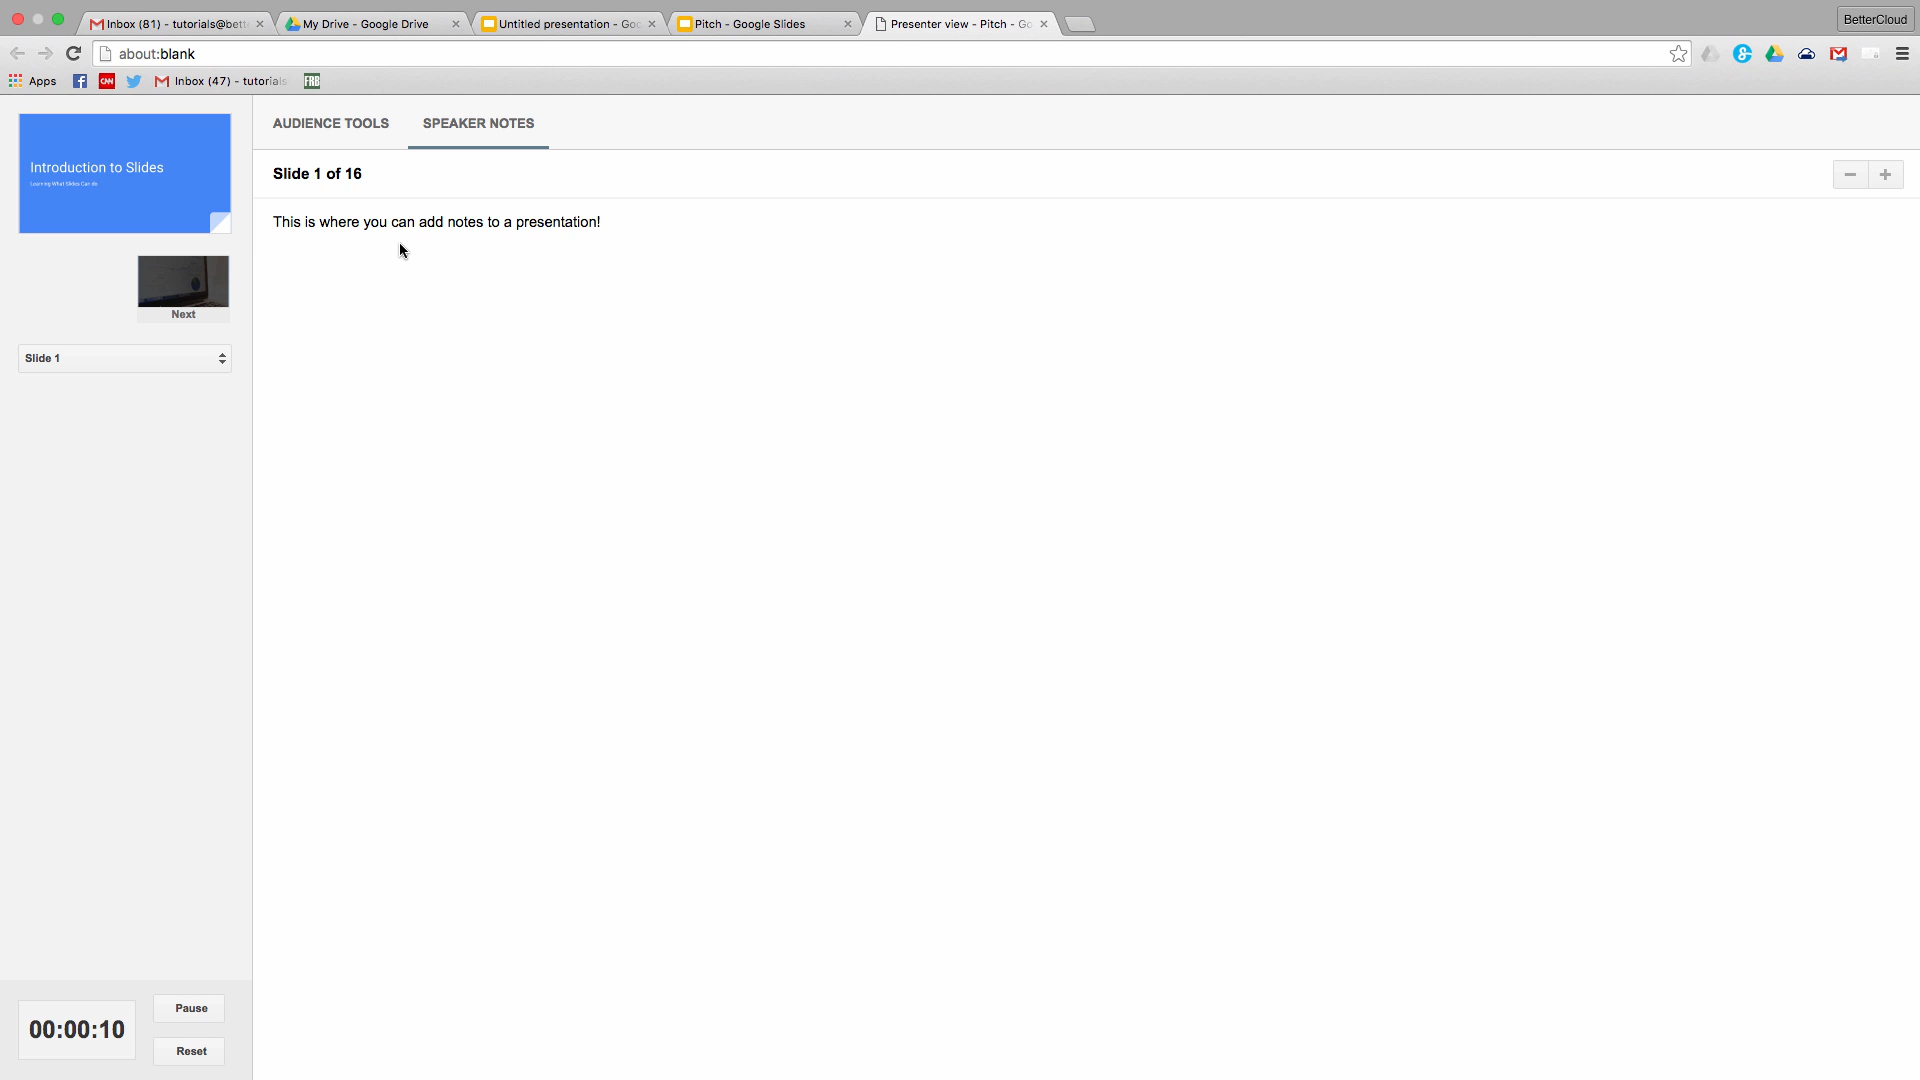 Inbox (81) - tutorials@bett
My Drive - Google Drive
Untitled presentation - Goo
Pitch - Google Slides
Presenter view - Pitch - Go
BetterCloud
about:blank
Apps
CNN
Inbox (47) - tutorials
FRB
AUDIENCE TOOLS
SPEAKER NOTES
Introduction to Slides
Learning What Slides Can do
Slide 1 of 16
This is where you can add notes to a presentation!
Next
Slide 1
00:00:10
Pause
Reset